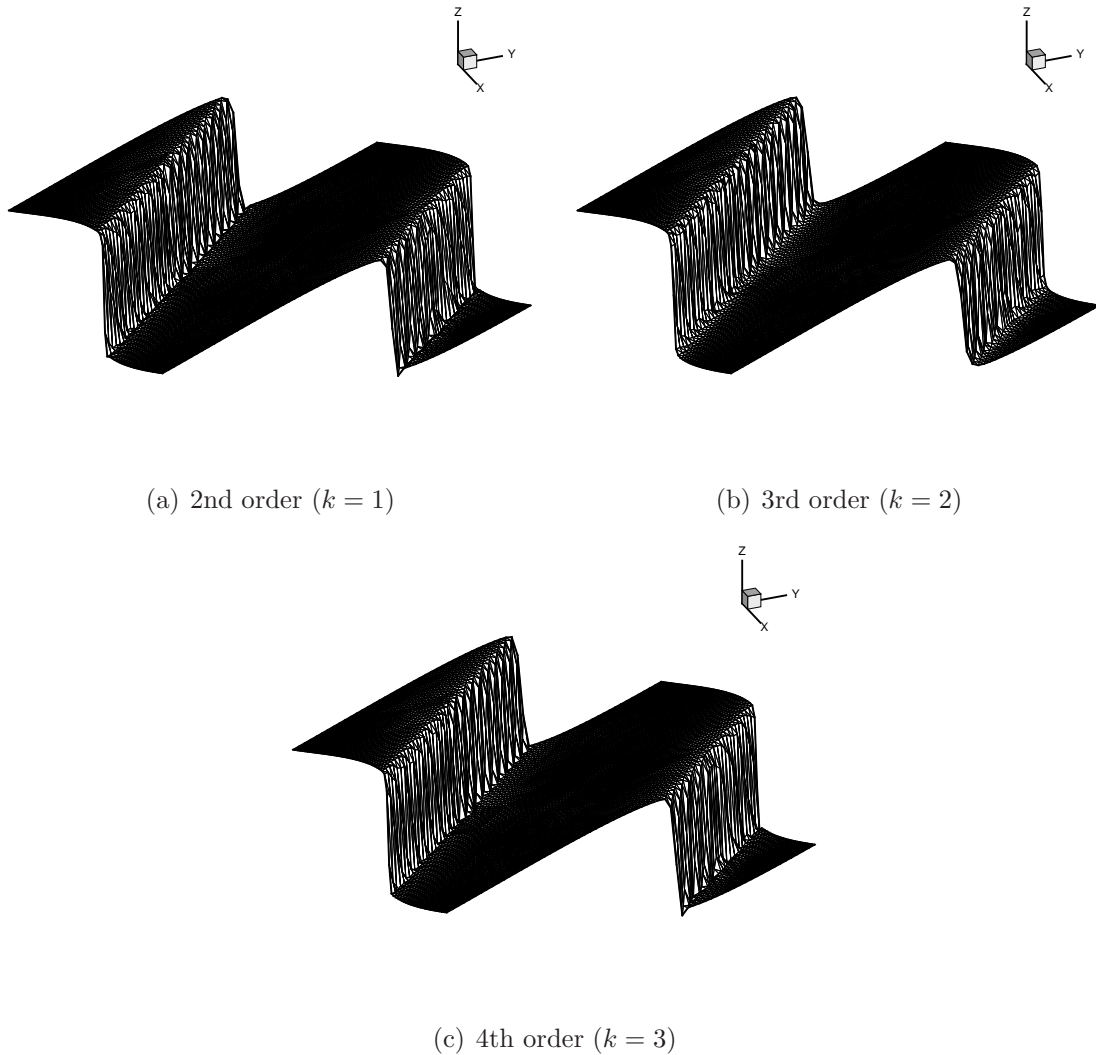 Z
Y
X
Z
Y
X
(a) 2nd order (k = 1)
(b) 3rd order (k = 2)
Z
Y
X
(c) 4th order (k = 3)